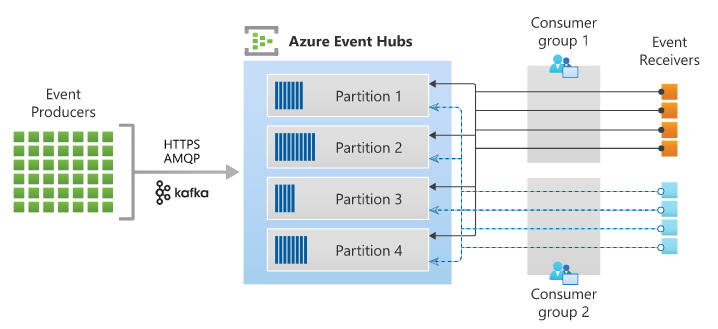 Azure Event Hubs
Consumer
group 1
Event
Receivers
Event
Producers
HTTPS
AMQP
kafka
Partition 1
Partition 2
Partition 3
Partition 4
Consumer
group 2